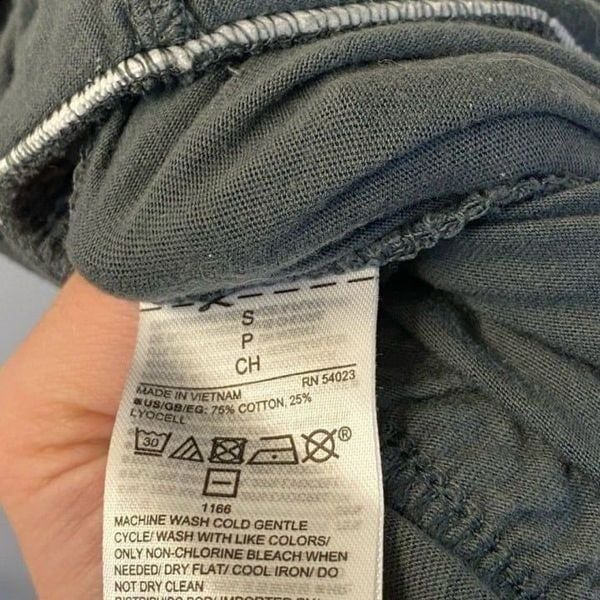 S
P
CH
MADE IN VIETNAM RN 54023
US/GB/EG: 75% COTTON, 25%
LYOCELL
30 ®
1166
MACHINE WASH COLD GENTLE
CYCLE/ WASH WITH LIKE COLORS/
ONLY NON-CHLORINE BLEACH WHEN
NEEDED/ DRY FLAT/ COOL IRON/ DO
NOT DRY CLEAN